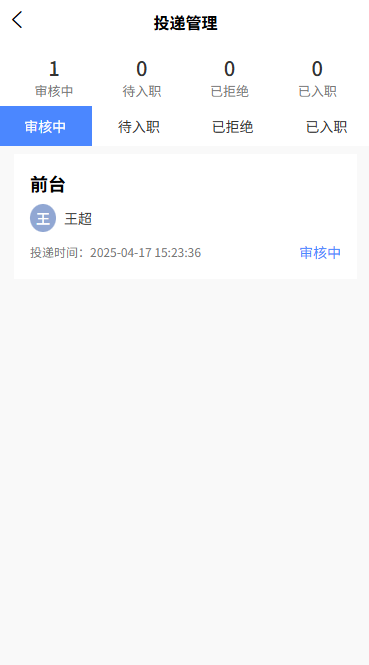 投递管理
1 0 0 0
审核中 待入职 已拒绝 已入职
审核中 待入职 已拒绝 已入职
前台
王 王超
投递时间：2025-04-17 15:23:36 审核中